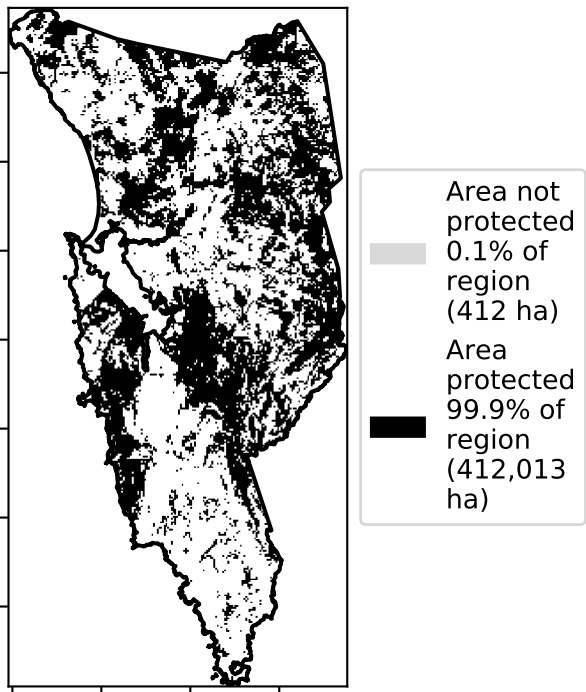 Area not
protected
0.1% of
region
(412 ha)
Area
protected
99.9% of
region
(412,013
ha)